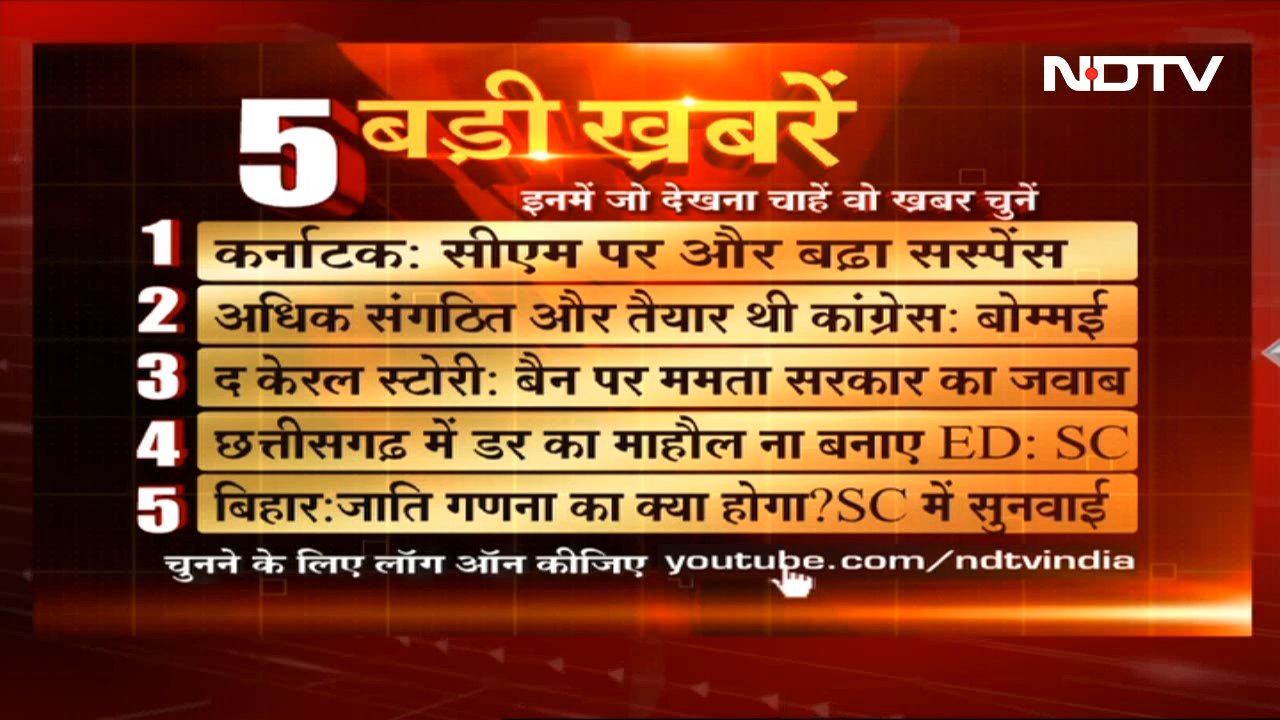 NDTV
5 बड़ी ख़बरें
इनमें जो देखना चाहें वो ख़बर चुनें
1 कर्नाटक: सीएम पर और बढ़ा सस्पेंस
2 अधिक संगठित और तैयार थी कांग्रेस: बोम्मई
3 द केरल स्टोरी: बैन पर ममता सरकार का जवाब
4 छत्तीसगढ़ में डर का माहौल ना बनाए ED: SC
5 बिहार:जाति गणना का क्या होगा?SC में सुनवाई
चुनने के लिए लॉग ऑन कीजिए youtube.com/ndtvindia